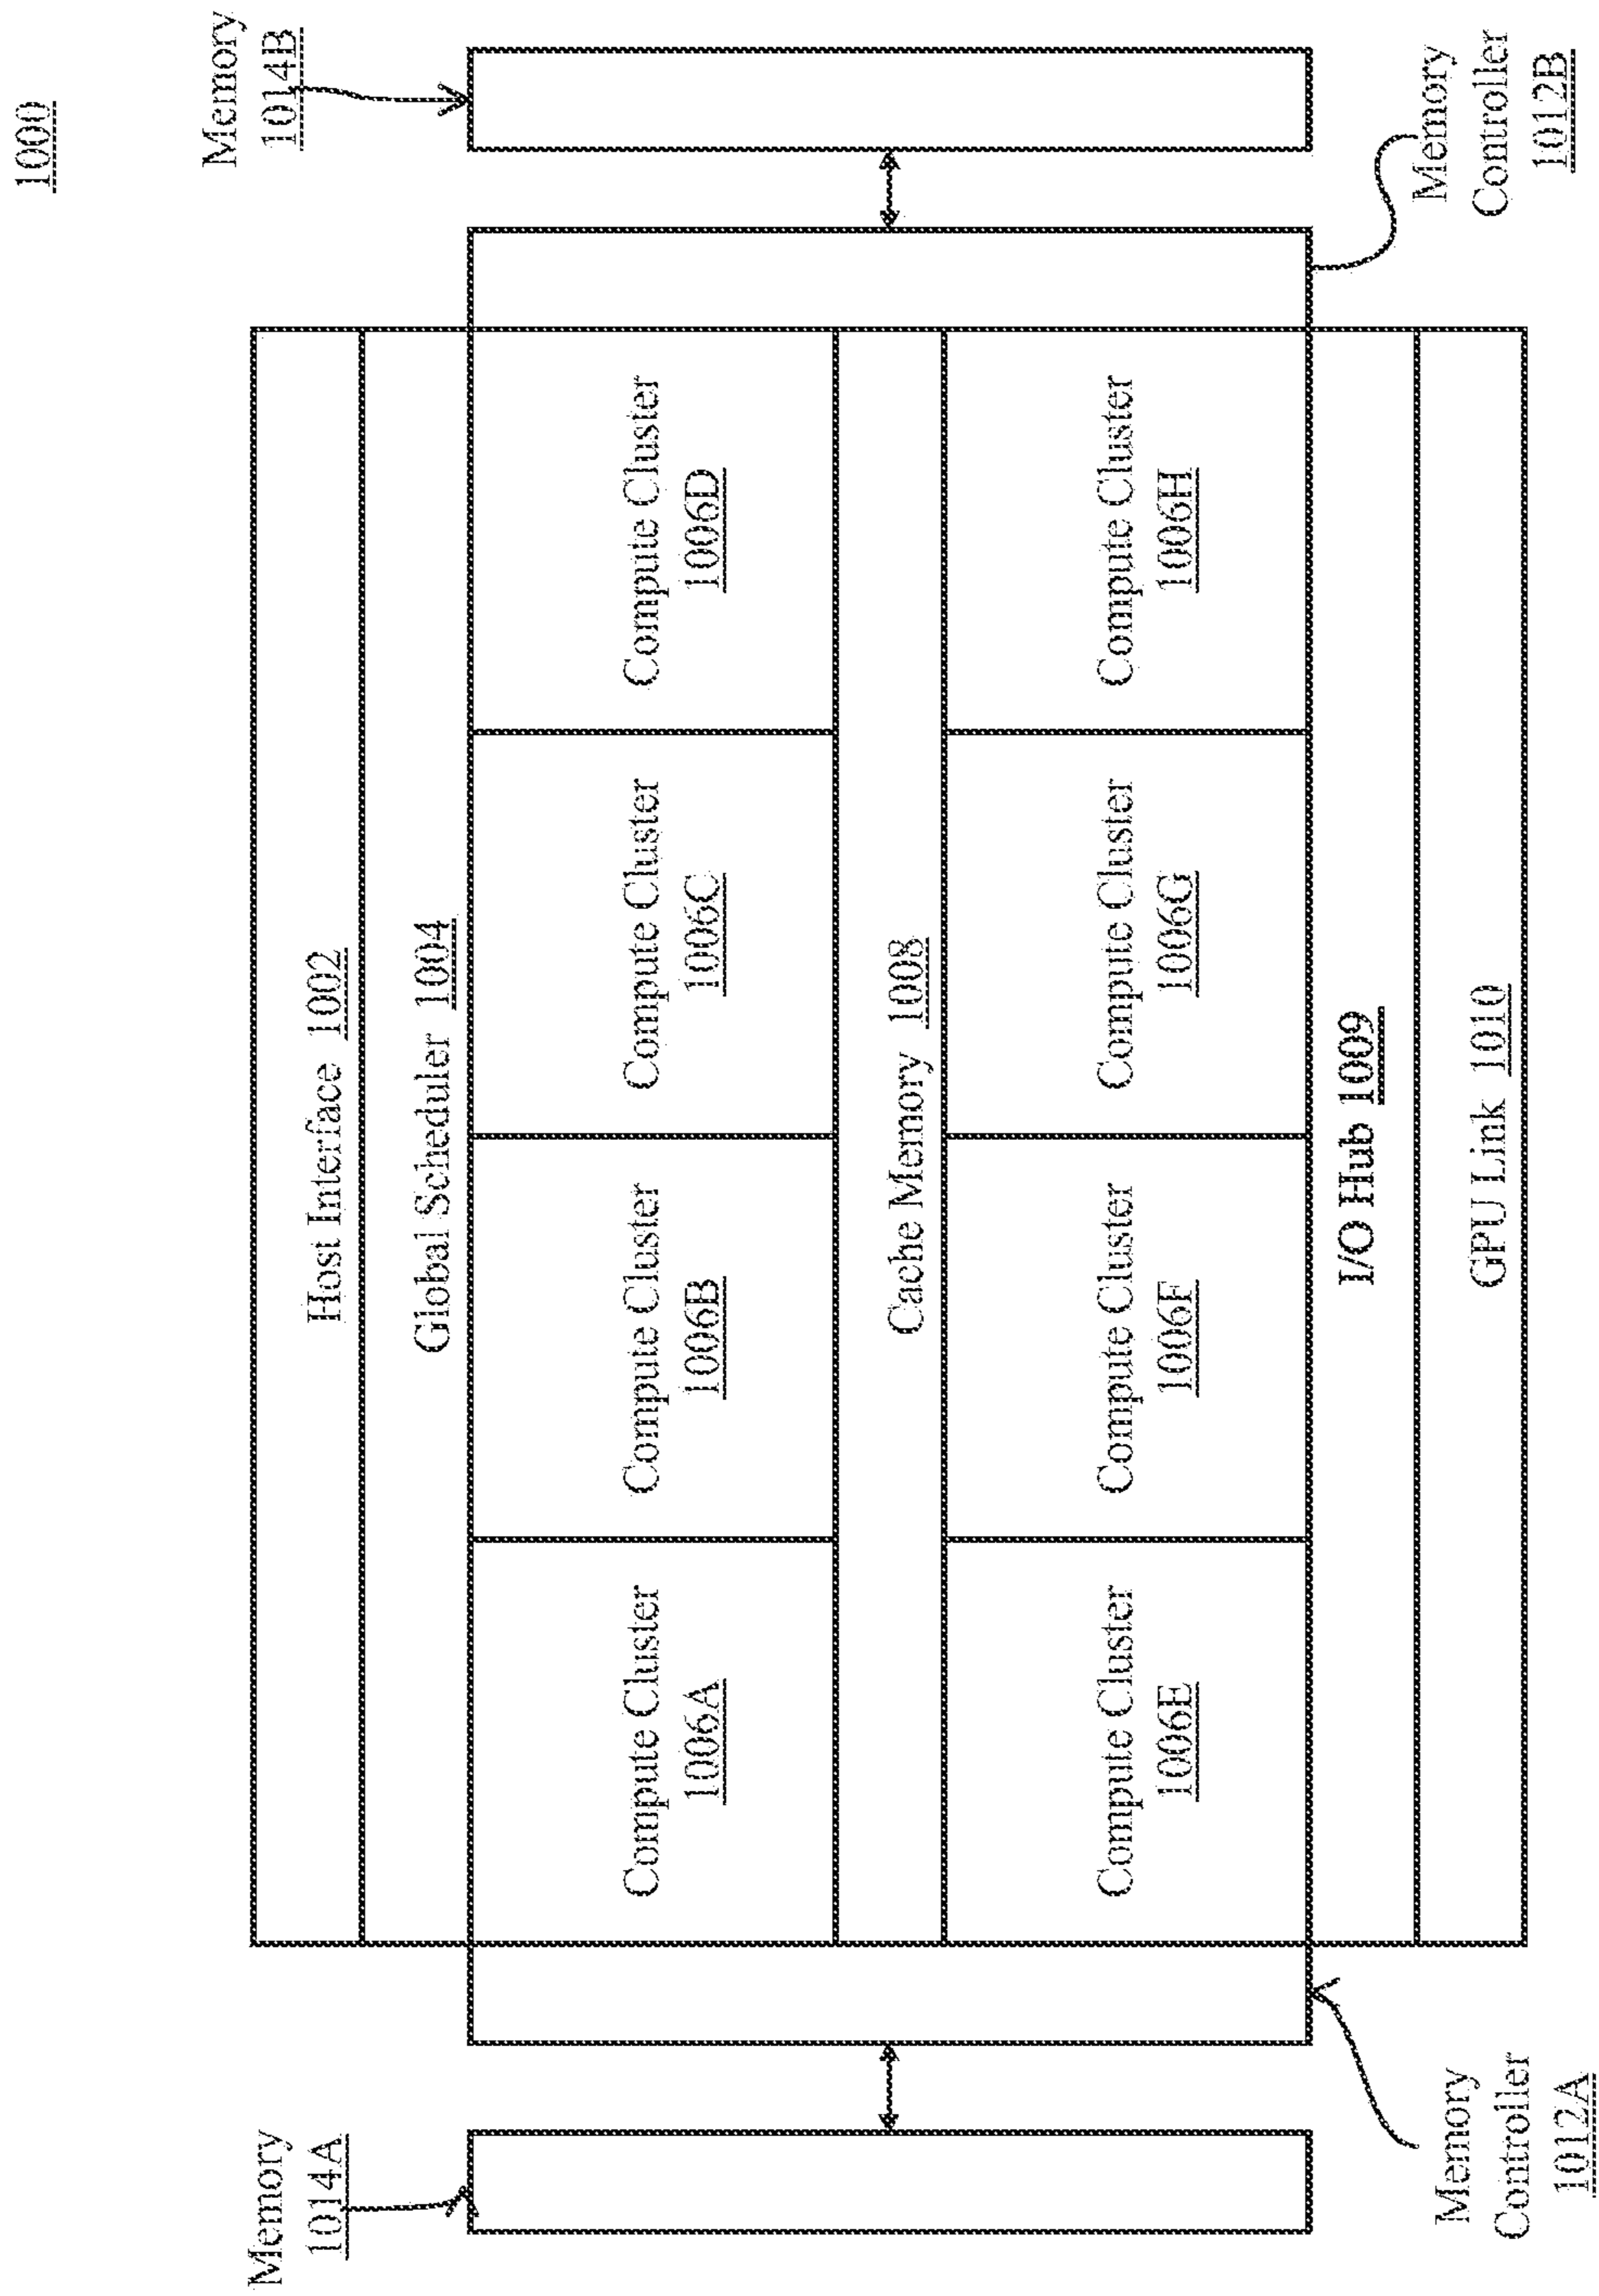 1000
Memory
1014A
Memory
1014B
Host Interface 1002
Global Scheduler 1004
Compute Cluster
1006A
Compute Cluster
1006B
Compute Cluster
1006C
Compute Cluster
1006D
Cache Memory 1008
Compute Cluster
1006E
Compute Cluster
1006F
Compute Cluster
1006G
Compute Cluster
1006H
I/O Hub 1009
GPU Link 1010
Memory
Controller
1012A
Memory
Controller
1012B